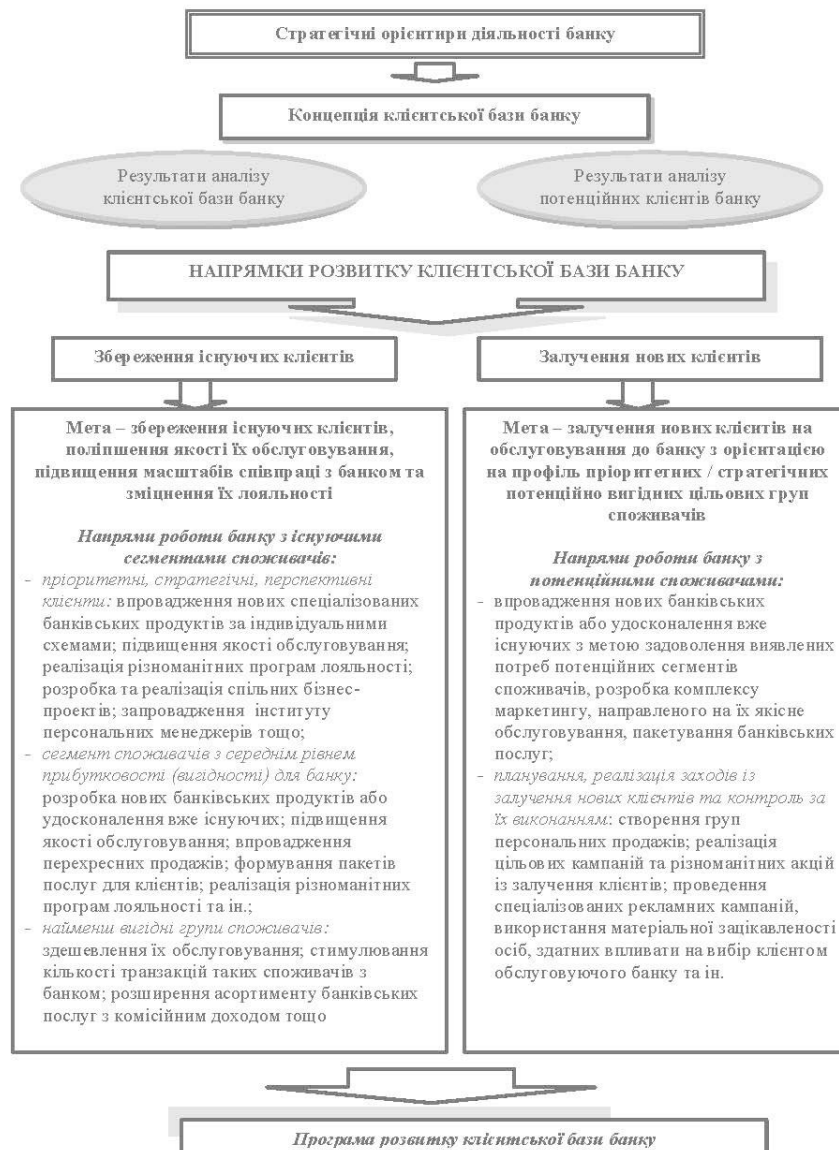 Стратегічні орієнтири діяльності банку
Концепція клієнтської бази банку
Результати аналізу
клієнтської бази банку
Результати аналізу
потенційних клієнтів банку
НАПРЯМКИ РОЗВИТКУ КЛІЄНТСЬКОЇ БАЗИ БАНКУ
Збереження існуючих клієнтів
Залучення нових клієнтів
Мета – збереження існуючих клієнтів,
поліпшення якості їх обслуговування,
підвищення масштабів співпраці з банком та
зміцнення їх лояльності
Напрями роботи банку з існуючими
сегментами споживачів:
- пріоритетні, стратегічні, перспективні
клієнти: впровадження нових спеціалізованих
банківських продуктів за індивідуальними
схемами; підвищення якості обслуговування;
реалізація різноманітних програм лояльності;
розробка та реалізація спільних бізнес-
проектів; запровадження інституту
персональних менеджерів тощо;
- сегмент споживачів з середнім рівнем
прибутковості (вигідності) для банку:
розробка нових банківських продуктів або
удосконалення вже існуючих; підвищення
якості обслуговування; впровадження
перехресних продажів; формування пакетів
послуг для клієнтів; реалізація різноманітних
програм лояльності та ін.;
- найменш вигідні групи споживачів:
здешевлення їх обслуговування; стимулювання
кількості транзакцій таких споживачів з
банком; розширення асортименту банківських
послуг з комісійним доходом тощо
Мета – залучення нових клієнтів на
обслуговування до банку з орієнтацією
на профіль пріоритетних / стратегічних
потенційно вигідних цільових груп
споживачів
Напрями роботи банку з
потенційними споживачами:
- впровадження нових банківських
продуктів або удосконалення вже
існуючих з метою задоволення виявлених
потреб потенційних сегментів
споживачів, розробка комплексу
маркетингу, направленого на їх якісне
обслуговування, пакетування банківських
послуг;
- планування, реалізація заходів із
залучення нових клієнтів та контроль за
їх виконанням: створення груп
персональних продажів; реалізація
цільових кампаній та різноманітних акцій
із залучення клієнтів; проведення
спеціалізованих рекламних кампаній,
використання матеріальної зацікавленості
осіб, здатних впливати на вибір клієнтом
обслуговуючого банку та ін.
Програма розвитку клієнтської бази банку